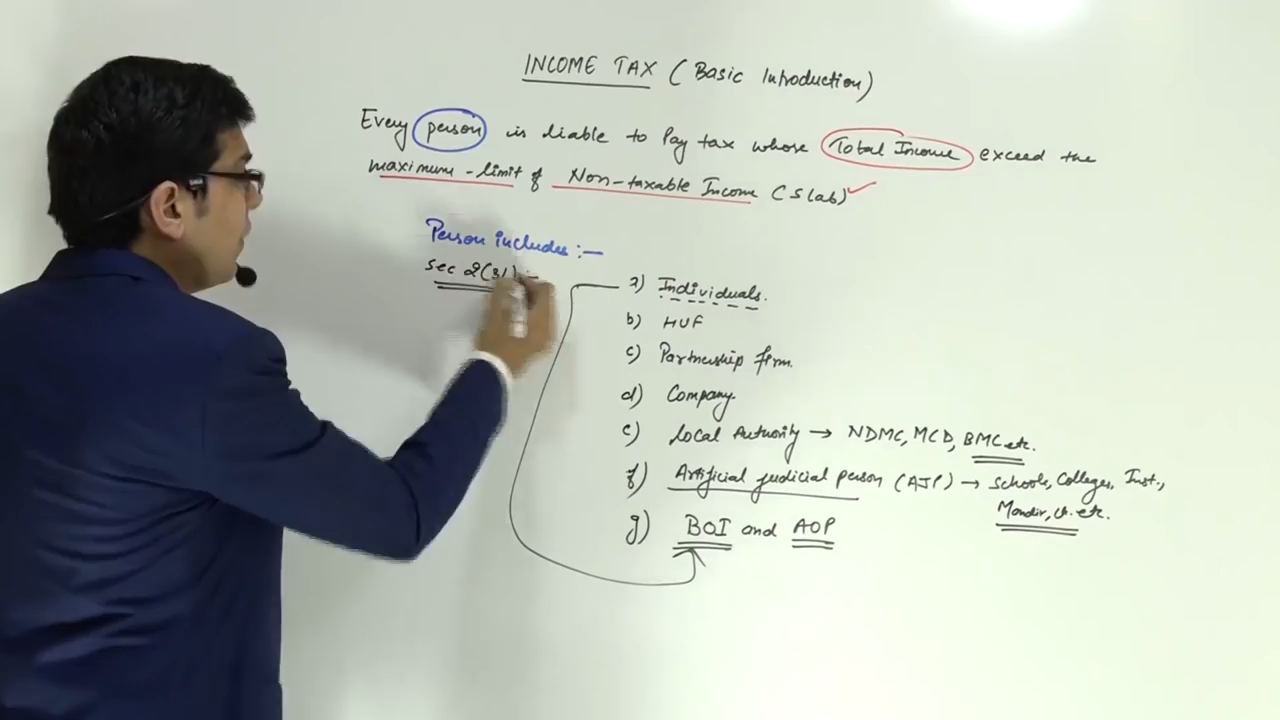 INCOME TAX (Basic Introduction)
Every person is liable to Pay tax whose Total Income exceed the
maximum-limit of Non-taxable Income (Slab)
Person includes:-
sec 2(31) :-
a) Individuals.
b) HUF
c) Partnership firm.
d) Company.
e) Local Authority → NDMC, MCD, BMC etc.
f) Artificial judicial person (AJP) → Schools, Colleges, Inst.,
Mandir, etc.
g) BOI and AOP